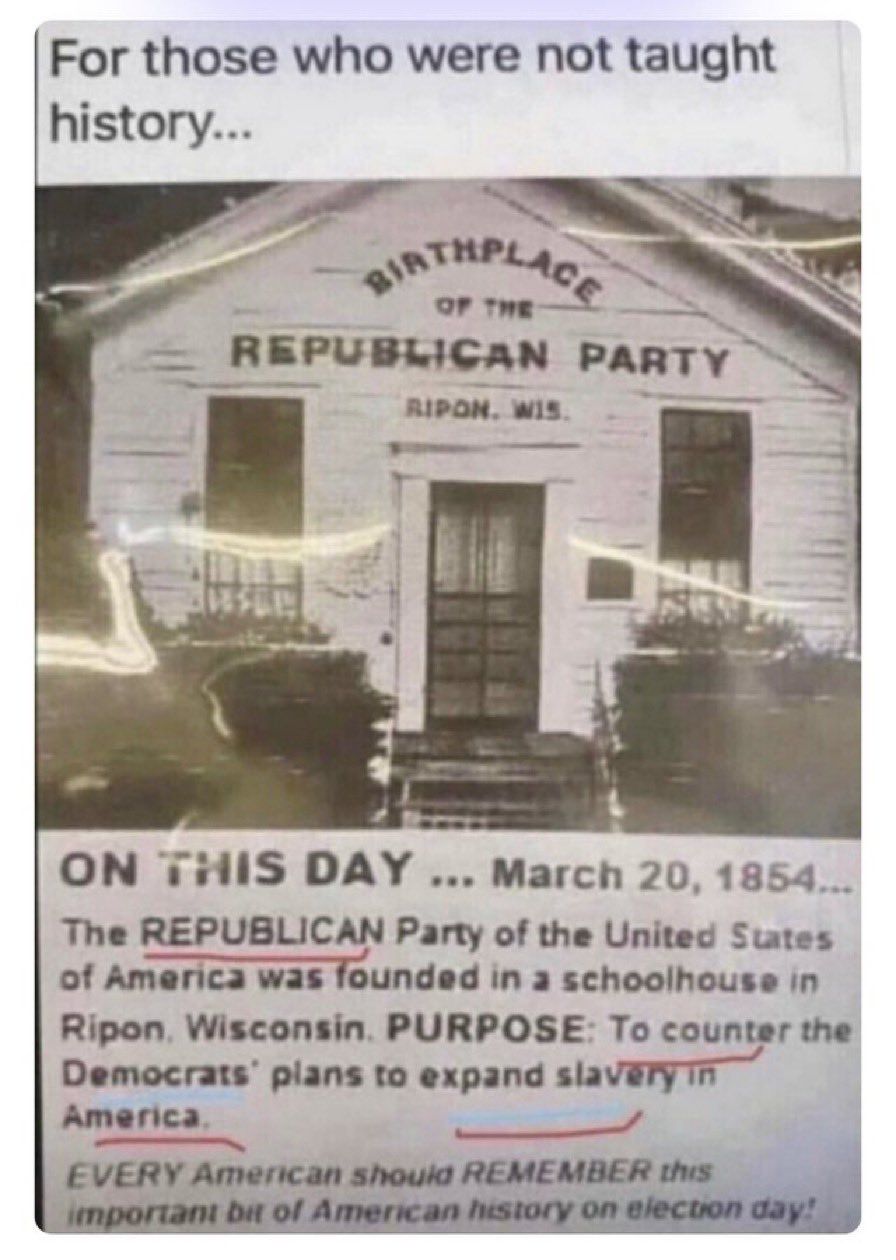 For those who were not taught
history...
BIRTHPLACE
OF THE
REPUBLICAN PARTY
RIPON. WIS.
ON THIS DAY ... March 20, 1854...
The REPUBLICAN Party of the United States
of America was founded in a schoolhouse in
Ripon, Wisconsin. PURPOSE: To counter the
Democrats' plans to expand slavery in
America.
EVERY American should REMEMBER this
important bit of American history on election day!